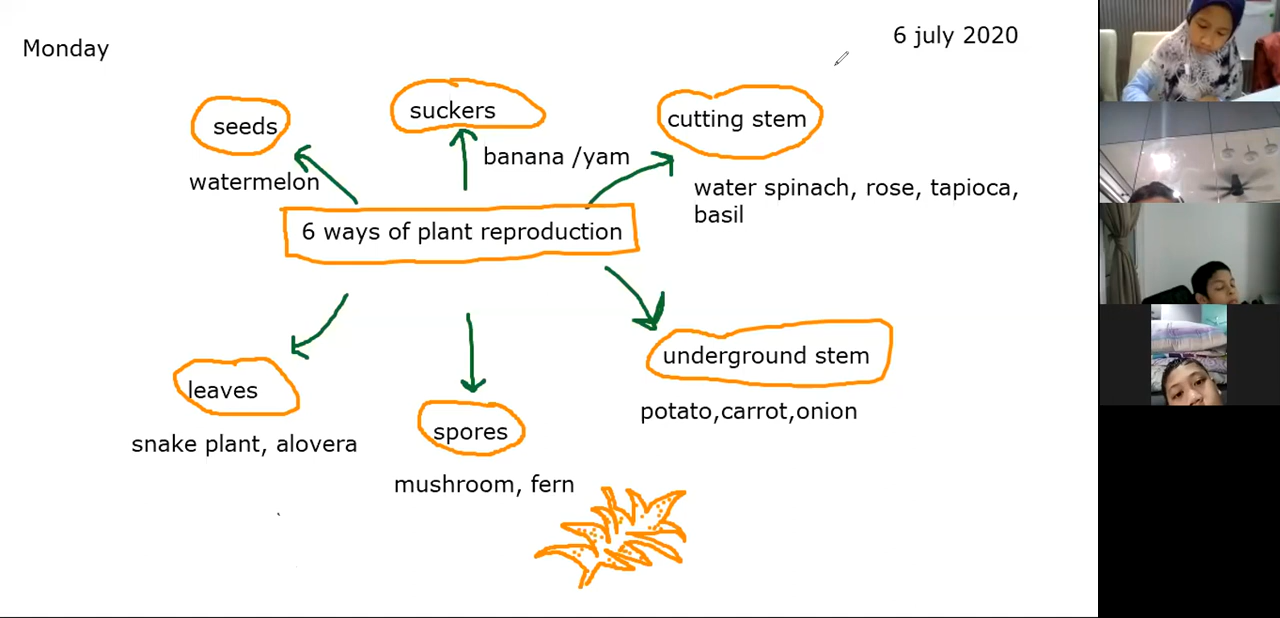 Monday
6 july 2020
seeds
watermelon
suckers
banana /yam
cutting stem
water spinach, rose, tapioca,
basil
6 ways of plant reproduction
leaves
snake plant, alovera
spores
mushroom, fern
underground stem
potato,carrot,onion